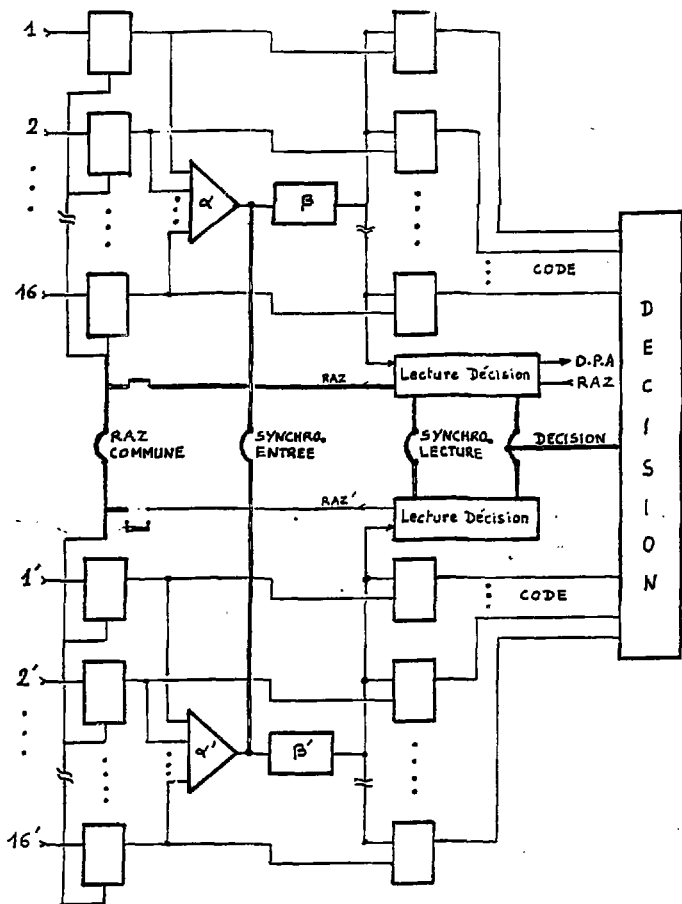 1
2
α
β
16
CODE
DECISION
Lecture Décision
D.P.A
RAZ
RAZ
RAZ
COMMUNE
SYNCHRO.
ENTREE
SYNCHRO.
LECTURE
DECISION
RAZ'
Lecture Décision
1'
CODE
2'
α'
β'
16'